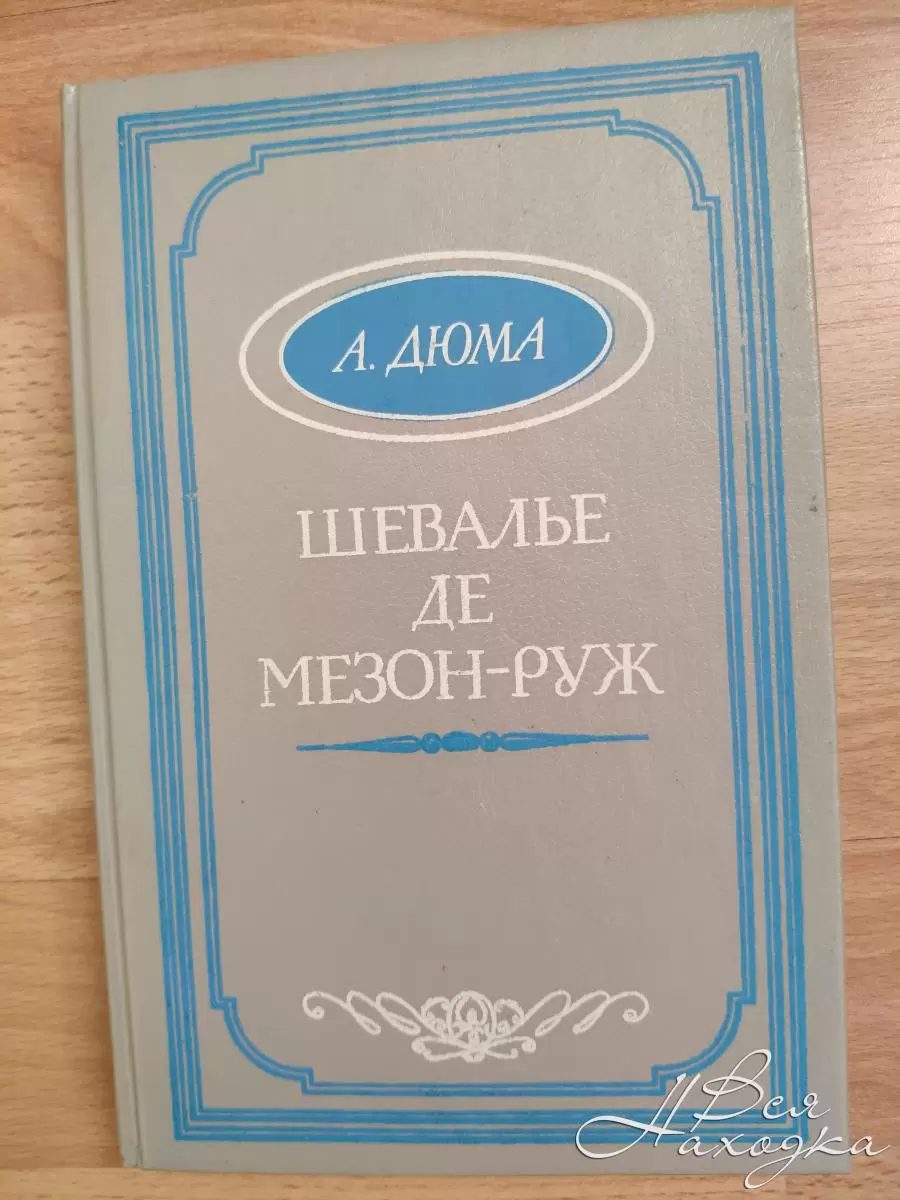 А. ДЮМА
ШЕВАЛЬЕ
ДЕ
МЕЗОН-РУЖ
Вся
Находка